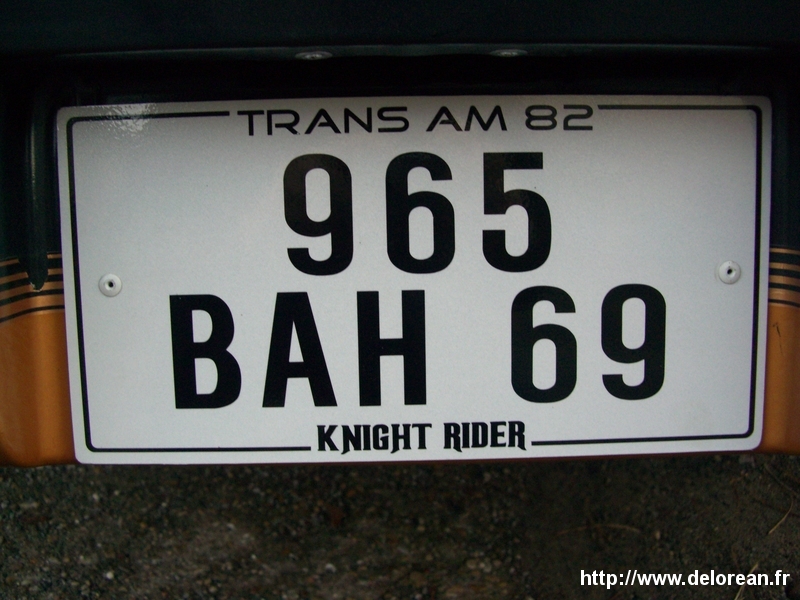 TRANS AM 82
965
BAH 69
KNIGHT RIDER
http://www.delorean.fr